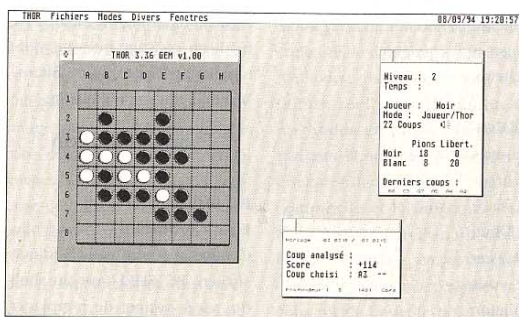 THOR Fichiers Modes Divers Fenetres 08/09/94 19:20:57
THOR 3.36 GEM v1.00
A B C D E F G H
1
2
3
4
5
6
7
8
Niveau : 2
Temps :
Joueur : Noir
Mode : Joueur/Thor
22 Coups
Pions Libert.
Noir 18 0
Blanc 8 20
Derniers coups :
Coup analysé :
Score : +114
Coup choisi : A3 --